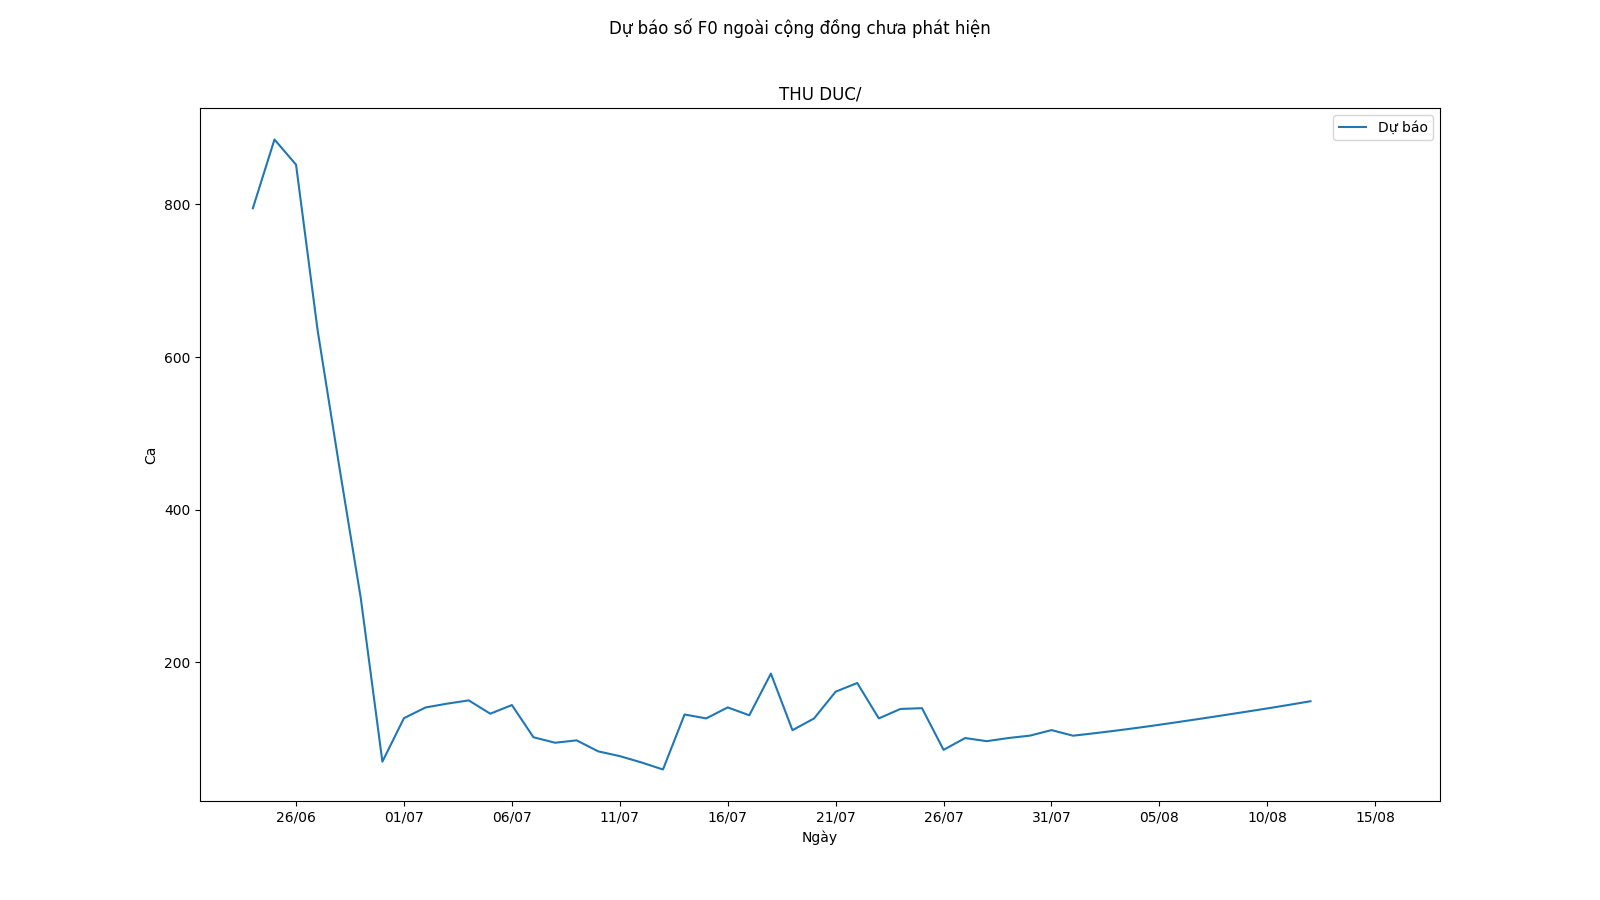 Dự báo số F0 ngoài cộng đồng chưa phát hiện
THU DUC/
Dự báo
800
600
400
200
Ca
26/06 01/07 06/07 11/07 16/07 21/07 26/07 31/07 05/08 10/08 15/08
Ngày